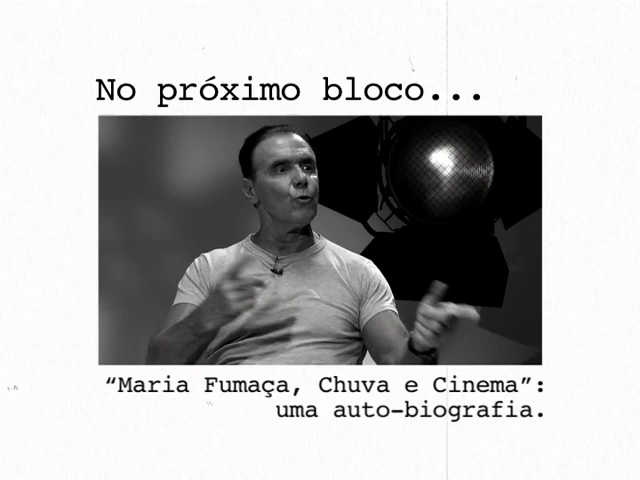 No próximo bloco...
“Maria Fumaça, Chuva e Cinema”:
uma auto-biografia.